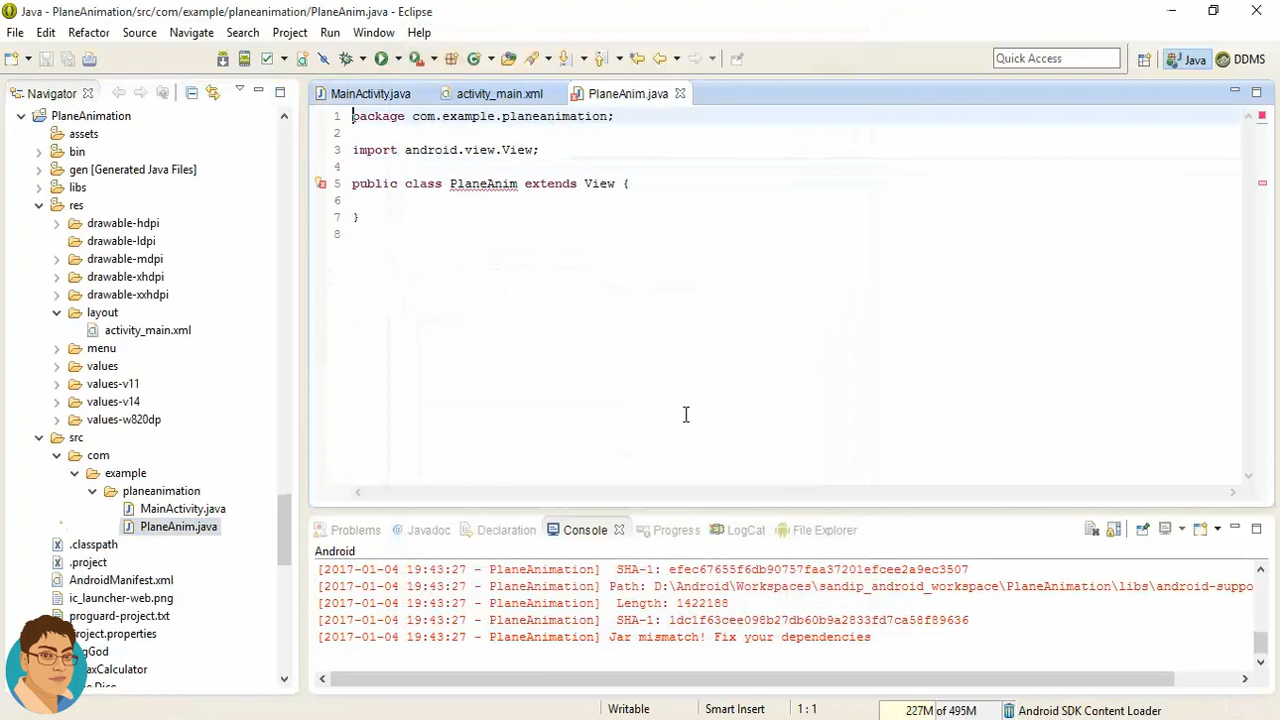 Java - PlaneAnimation/src/com/example/planeanimation/PlaneAnim.java - Eclipse
File Edit Refactor Source Navigate Search Project Run Window Help
Quick Access
Java
DDMS
Navigator
PlaneAnimation
assets
bin
gen [Generated Java Files]
libs
res
drawable-hdpi
drawable-ldpi
drawable-mdpi
drawable-xhdpi
drawable-xxhdpi
layout
activity_main.xml
menu
values
values-v11
values-v14
values-w820dp
src
com
example
planeanimation
MainActivity.java
PlaneAnim.java
.classpath
.project
AndroidManifest.xml
ic_launcher-web.png
proguard-project.txt
project.properties
MainActivity.java activity_main.xml PlaneAnim.java
1 package com.example.planeanimation;
2
3 import android.view.View;
4
5 public class PlaneAnim extends View {
6
7 }
8
Problems Javadoc Declaration Console Progress LogCat File Explorer
Android
[2017-01-04 19:43:27 - PlaneAnimation] SHA-1: efec67655f6db90757faa37201efcee2a9ec3507
[2017-01-04 19:43:27 - PlaneAnimation] Path: D:\Android\Workspaces\sandip_android_workspace\PlaneAnimation\libs\android-suppo
[2017-01-04 19:43:27 - PlaneAnimation] Length: 1422188
[2017-01-04 19:43:27 - PlaneAnimation] SHA-1: 1dc1f63cee098b27db60b9a2833fd7ca58f89636
[2017-01-04 19:43:27 - PlaneAnimation] Jar mismatch! Fix your dependencies
Writable
Smart Insert
1 : 1
227M of 495M
Android SDK Content Loader